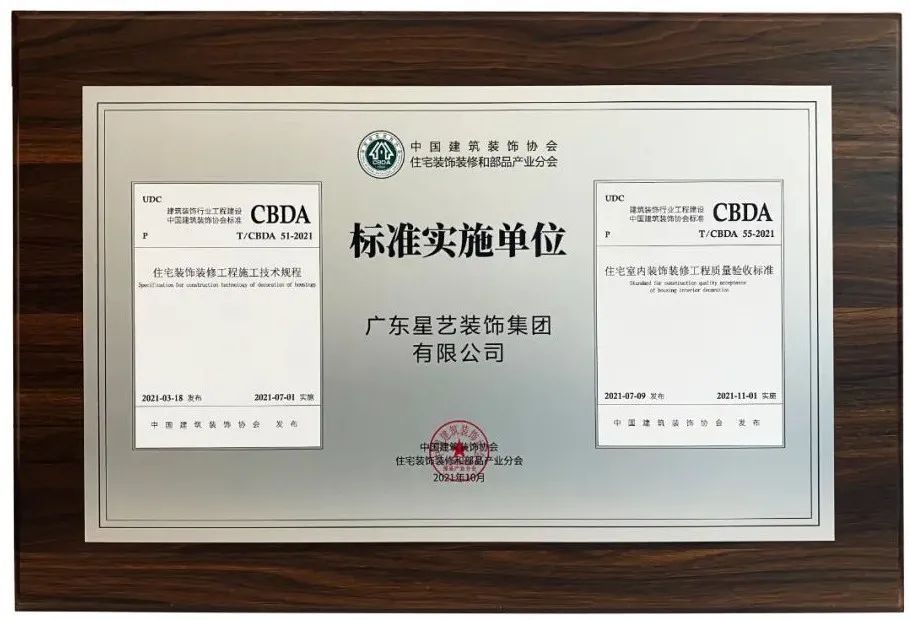 中国建筑装饰协会
住宅装饰装修和部品产业分会
CBDA
UDC
建筑装饰行业工程建设
中国建筑装饰协会标准
CBDA
P
T/CBDA 51-2021
住宅装饰装修工程施工技术规程
Specification for construction technology of decoration of housings
2021-03-18 发布
2021-07-01 实施
中国建筑装饰协会 发布
标准实施单位
广东星艺装饰集团
有限公司
中国建筑装饰协会
住宅装饰装修和部品产业分会
2021年10月
UDC
建筑装饰行业工程建设
中国建筑装饰协会标准
CBDA
P
T/CBDA 55-2021
住宅室内装饰装修工程质量验收标准
Standard for construction quality acceptance
of housing interior decoration
2021-07-09 发布
2021-11-01 实施
中国建筑装饰协会 发布